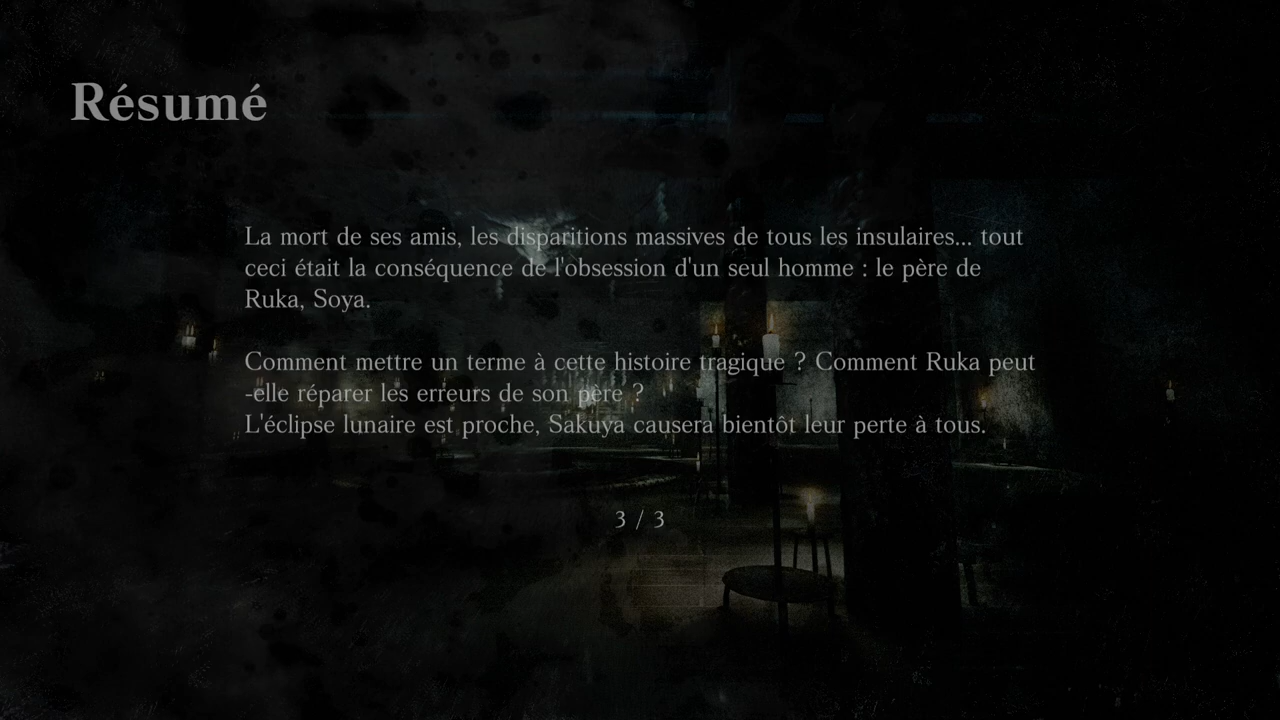 Résumé
La mort de ses amis, les disparitions massives de tous les insulaires... tout
ceci était la conséquence de l'obsession d'un seul homme : le père de
Ruka, Soya.
Comment mettre un terme à cette histoire tragique ? Comment Ruka peut
-elle réparer les erreurs de son père ?
L'éclipse lunaire est proche, Sakuya causera bientôt leur perte à tous.
3 / 3